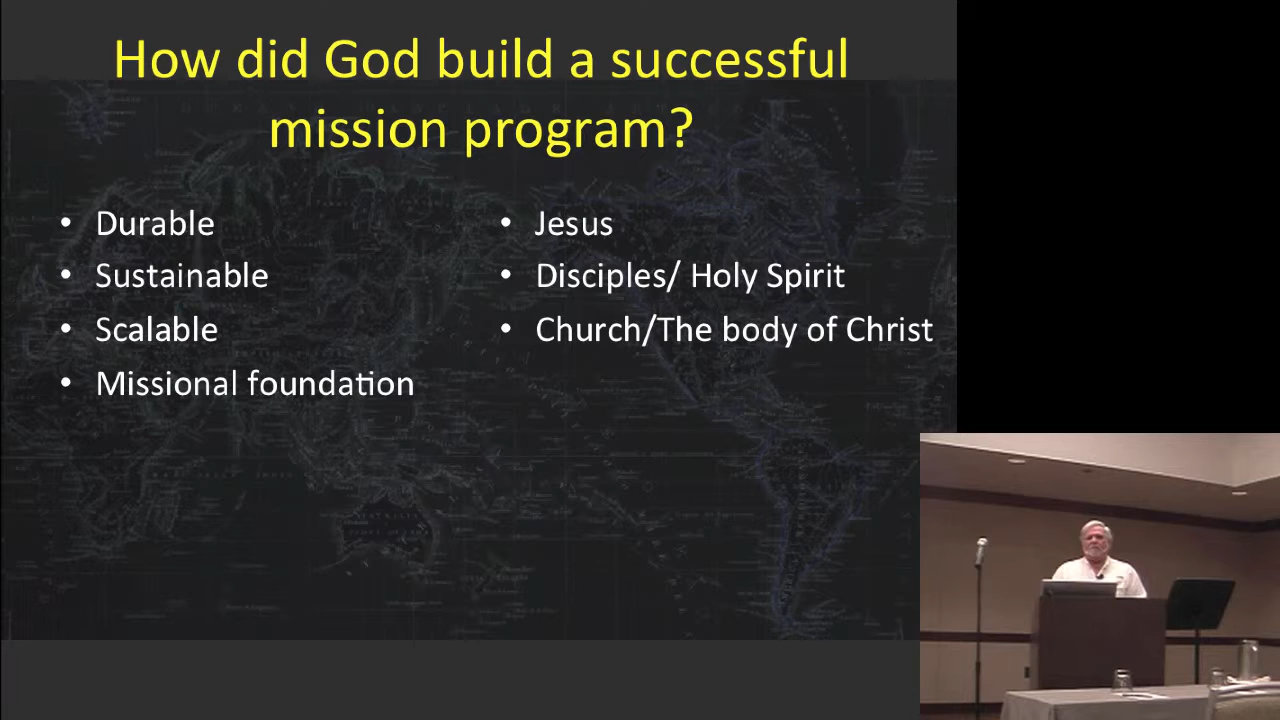 How did God build a successful
mission program?
• Durable
• Sustainable
• Scalable
• Missional foundation
• Jesus
• Disciples/ Holy Spirit
• Church/The body of Christ